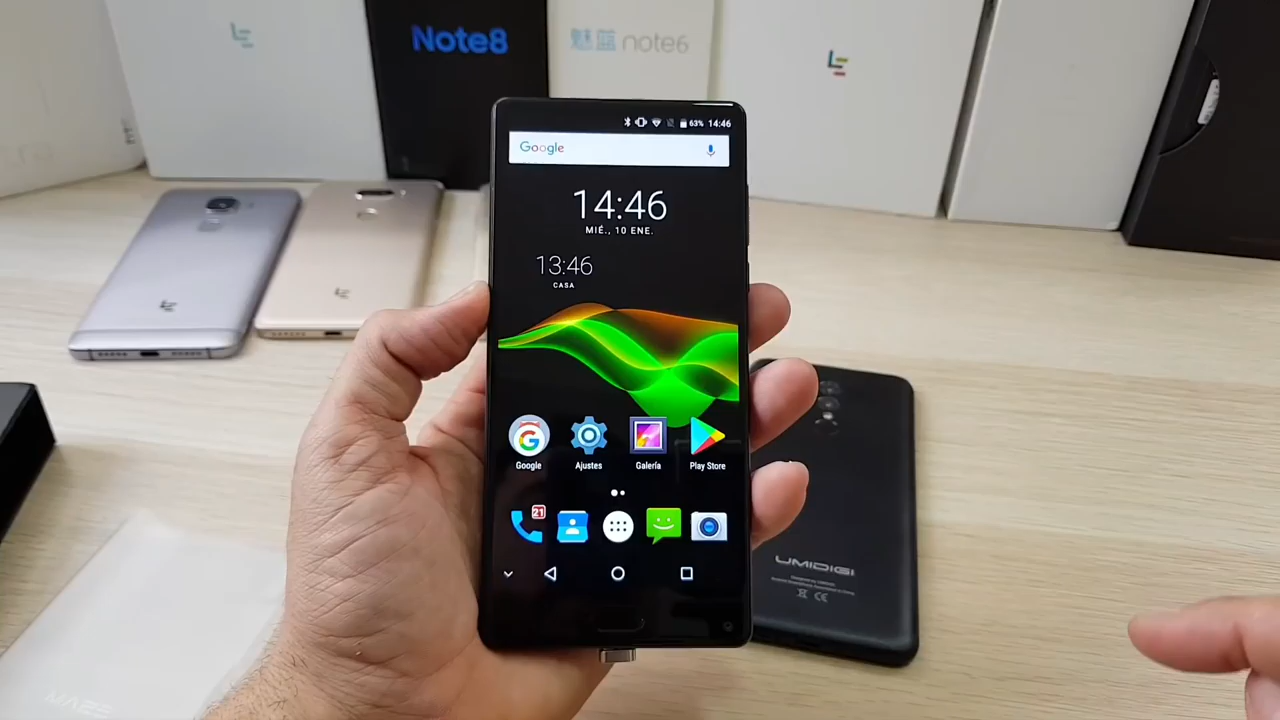 Note8
魅蓝 note6
63% 14:46
Google
14:46
MIÉ., 10 ENE.
13:46
CASA
Google
Ajustes
Galería
Play Store
21
UMIDIGI